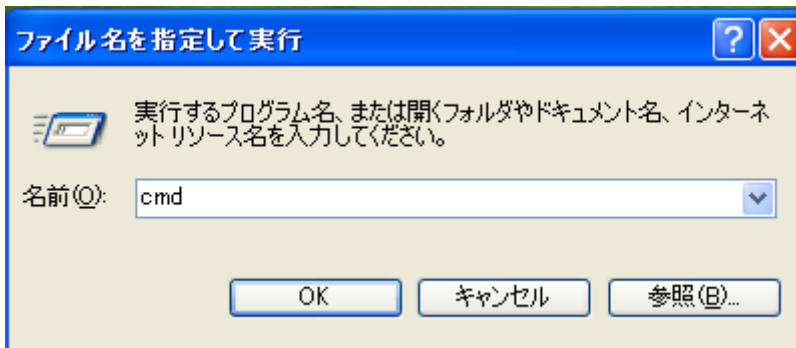 ファイル名を指定して実行
実行するプログラム名、または開くフォルダやドキュメント名、インターネ
ット リソース名を入力してください。
名前(O): cmd
OK キャンセル 参照(B)...